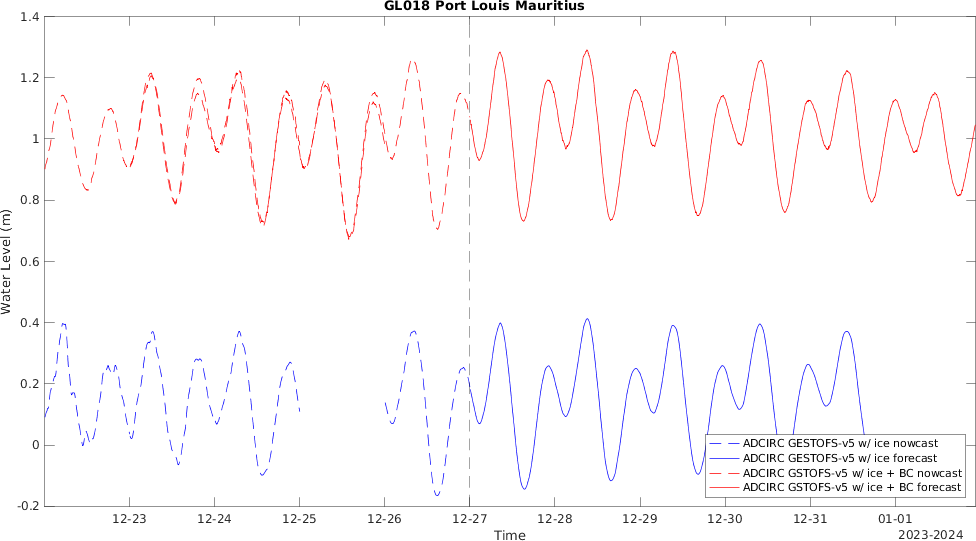 GL018 Port Louis Mauritius
Water Level (m)
1.4
1.2
1
0.8
0.6
0.4
0.2
0
-0.2
ADCIRC GESTOFS-v5 w/ ice nowcast
ADCIRC GESTOFS-v5 w/ ice forecast
ADCIRC GSTOFS-v5 w/ ice + BC nowcast
ADCIRC GSTOFS-v5 w/ ice + BC forecast
12-23 12-24 12-25 12-26 12-27 12-28 12-29 12-30 12-31 01-01
Time
2023-2024